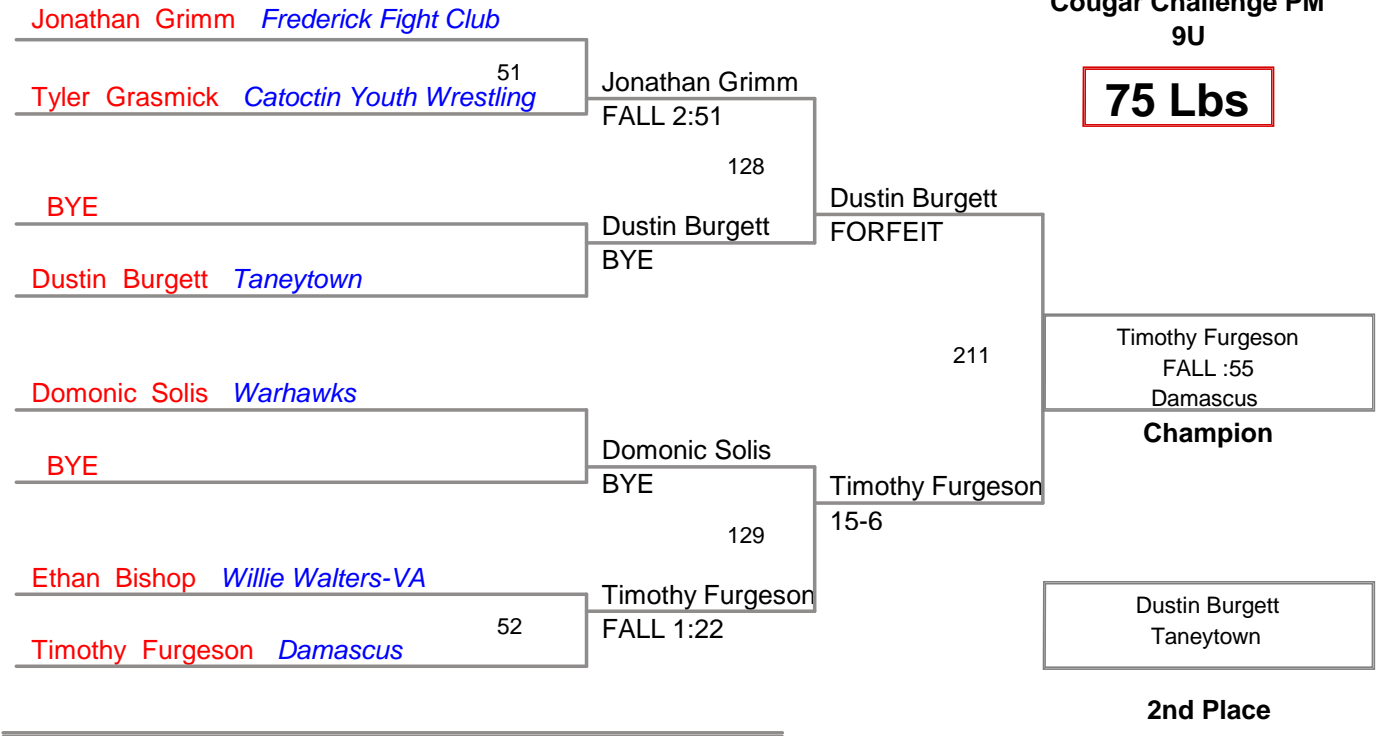 Cougar Challenge PM
9U
75 Lbs
Jonathan Grimm Frederick Fight Club
51
Tyler Grasmick Catoctin Youth Wrestling
Jonathan Grimm
FALL 2:51
128
BYE
Dustin Burgett
BYE
Dustin Burgett Taneytown
Dustin Burgett
FORFEIT
Domonic Solis Warhawks
BYE
Domonic Solis
BYE
129
Ethan Bishop Willie Walters-VA
52
Timothy Furgeson Damascus
Timothy Furgeson
FALL 1:22
Timothy Furgeson
15-6
211
Timothy Furgeson
FALL :55
Damascus
Champion
Dustin Burgett
Taneytown
2nd Place